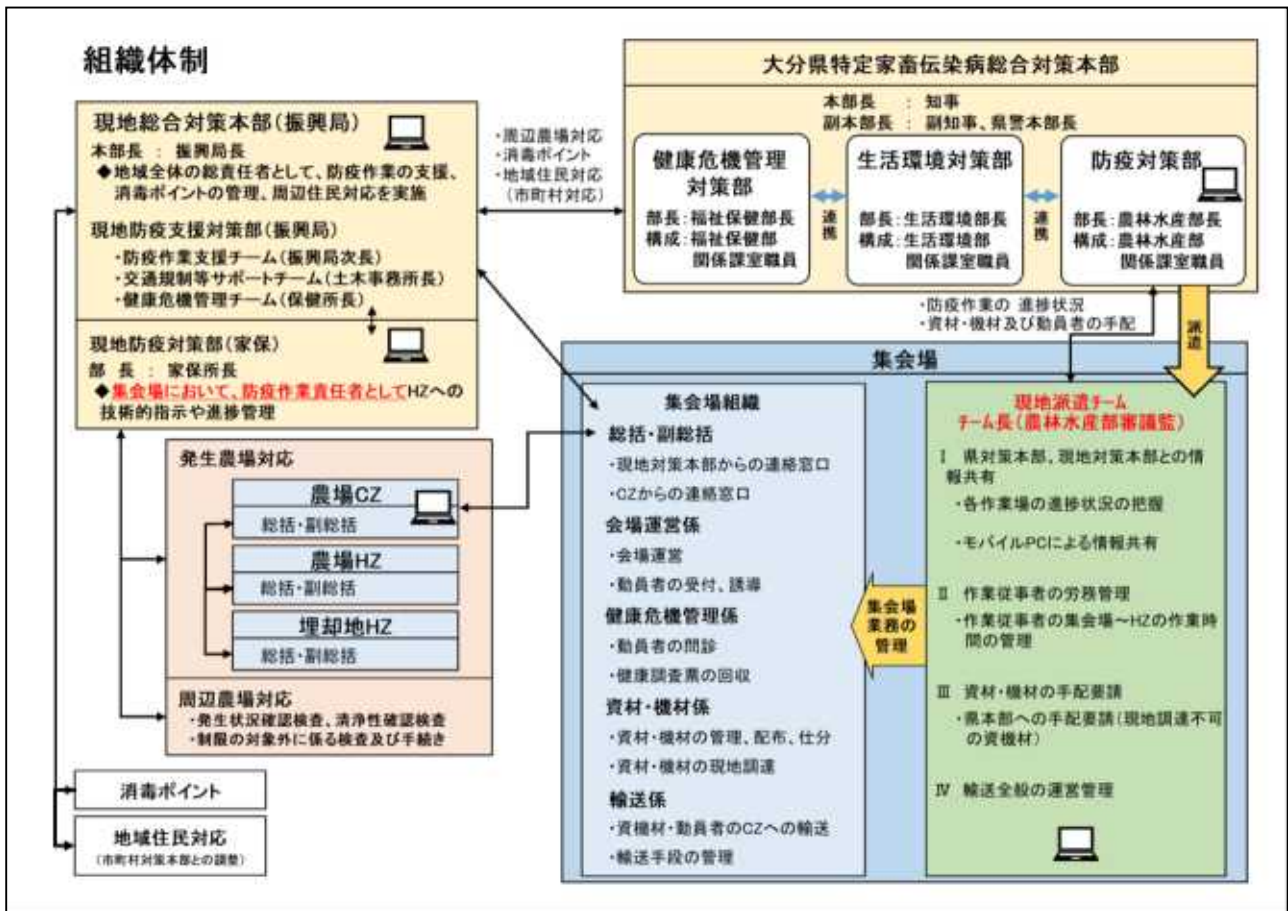 組織体制
大分県特定家畜伝染病総合対策本部
本部長 ： 知事
副本部長 ： 副知事、県警本部長
健康危機管理
対策部
部長：福祉保健部長
構成：福祉保健部
関係課室職員
連携
生活環境対策部
部長：生活環境部長
構成：生活環境部
関係課室職員
連携
防疫対策部
部長：農林水産部長
構成：農林水産部
関係課室職員
現地総合対策本部(振興局)
本部長 ： 振興局長
◆地域全体の総責任者として、防疫作業の支援、
消毒ポイントの管理、周辺住民対応を実施
現地防疫支援対策部(振興局)
・防疫作業支援チーム(振興局次長)
・交通規制等サポートチーム(土木事務所長)
・健康危機管理チーム(保健所長)
現地防疫対策部(家保)
部 長 ： 家保所長
◆集会場において、防疫作業責任者としてHZへの
技術的指示や進捗管理
・周辺農場対応
・消毒ポイント
・地域住民対応
(市町村対応)
・防疫作業の 進捗状況
・資材・機材及び動員者の手配
派遣
発生農場対応
農場CZ
総括・副総括
農場HZ
総括・副総括
埋却地HZ
総括・副総括
周辺農場対応
・発生状況確認検査、清浄性確認検査
・制限の対象外に係る検査及び手続き
消毒ポイント
地域住民対応
(市町村対策本部との調整)
集会場
集会場組織
総括・副総括
・現地対策本部からの連絡窓口
・CZからの連絡窓口
会場運営係
・会場運営
・動員者の受付、誘導
健康危機管理係
・動員者の問診
・健康調査票の回収
資材・機材係
・資材・機材の管理、配布、仕分
・資材・機材の現地調達
輸送係
・資機材・動員者のCZへの輸送
・輸送手段の管理
集会場
業務の
管理
現地派遣チーム
チーム長(農林水産部審議監)
Ⅰ 県対策本部、現地対策本部との情
報共有
・各作業場の進捗状況の把握
・モバイルPCによる情報共有
Ⅱ 作業従事者の労務管理
・作業従事者の集会場～HZの作業時
間の管理
Ⅲ 資材・機材の手配要請
・県本部への手配要請(現地調達不可
の資機材)
Ⅳ 輸送全般の運営管理